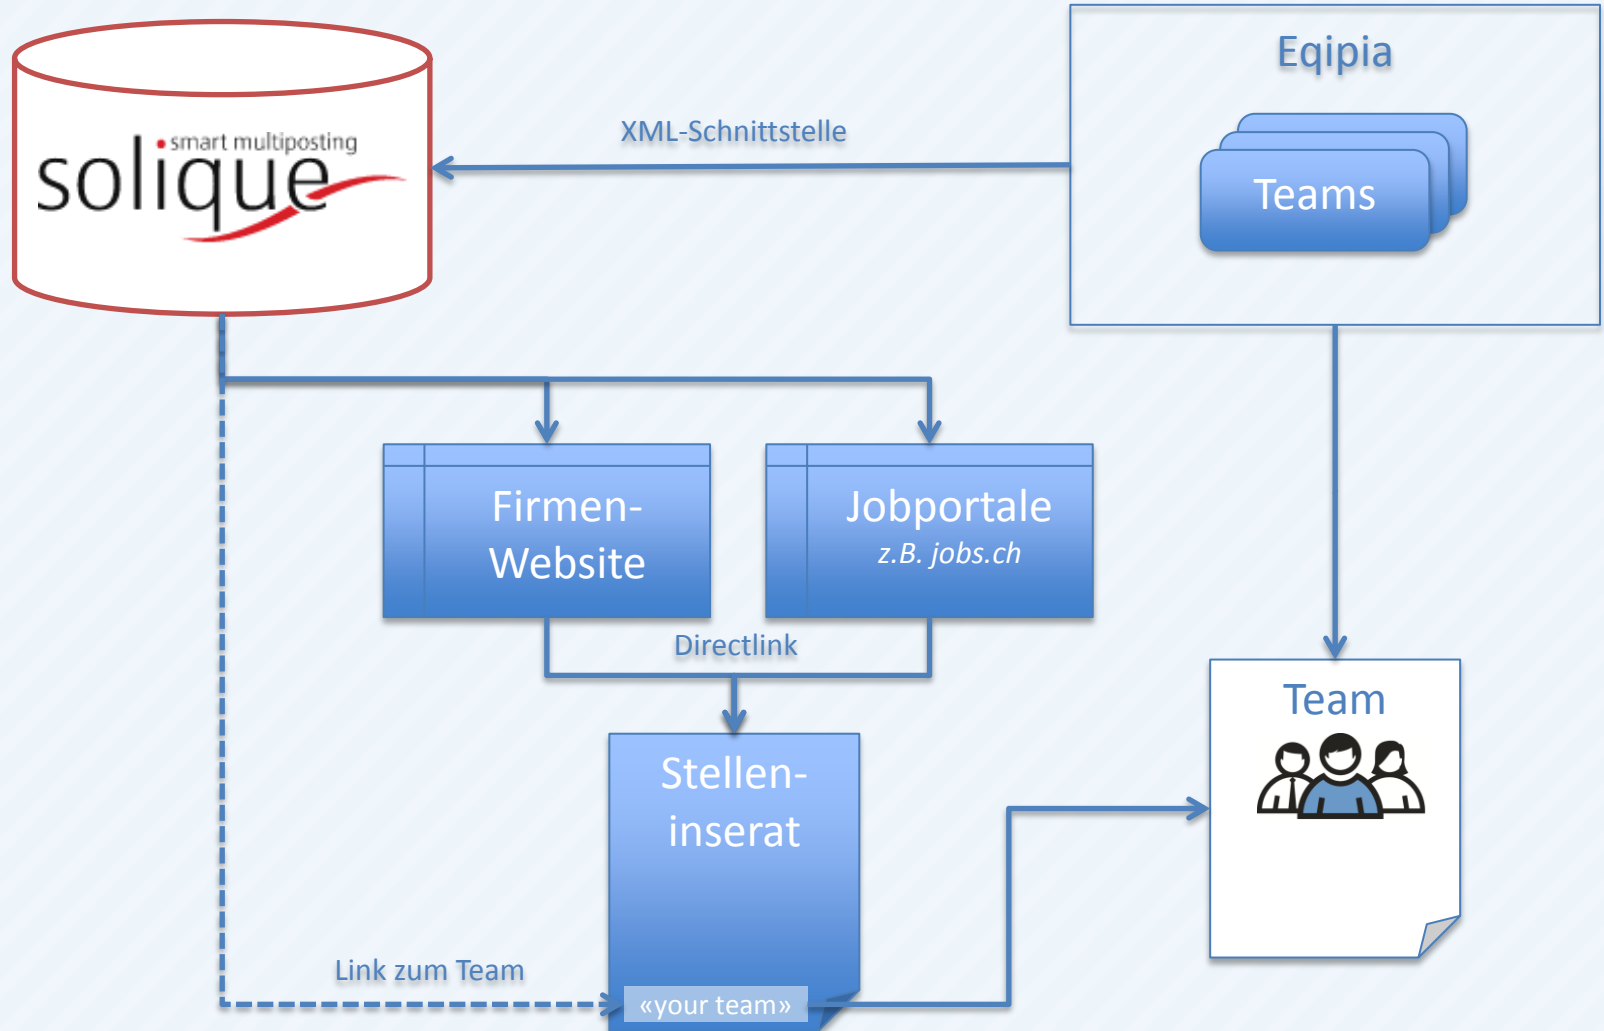 smart multiposting
solique
XML-Schnittstelle
Eqipia
Teams
Firmen-
Website
Jobportale
z.B. jobs.ch
Directlink
Stellen-
inserat
Team
Link zum Team
«your team»